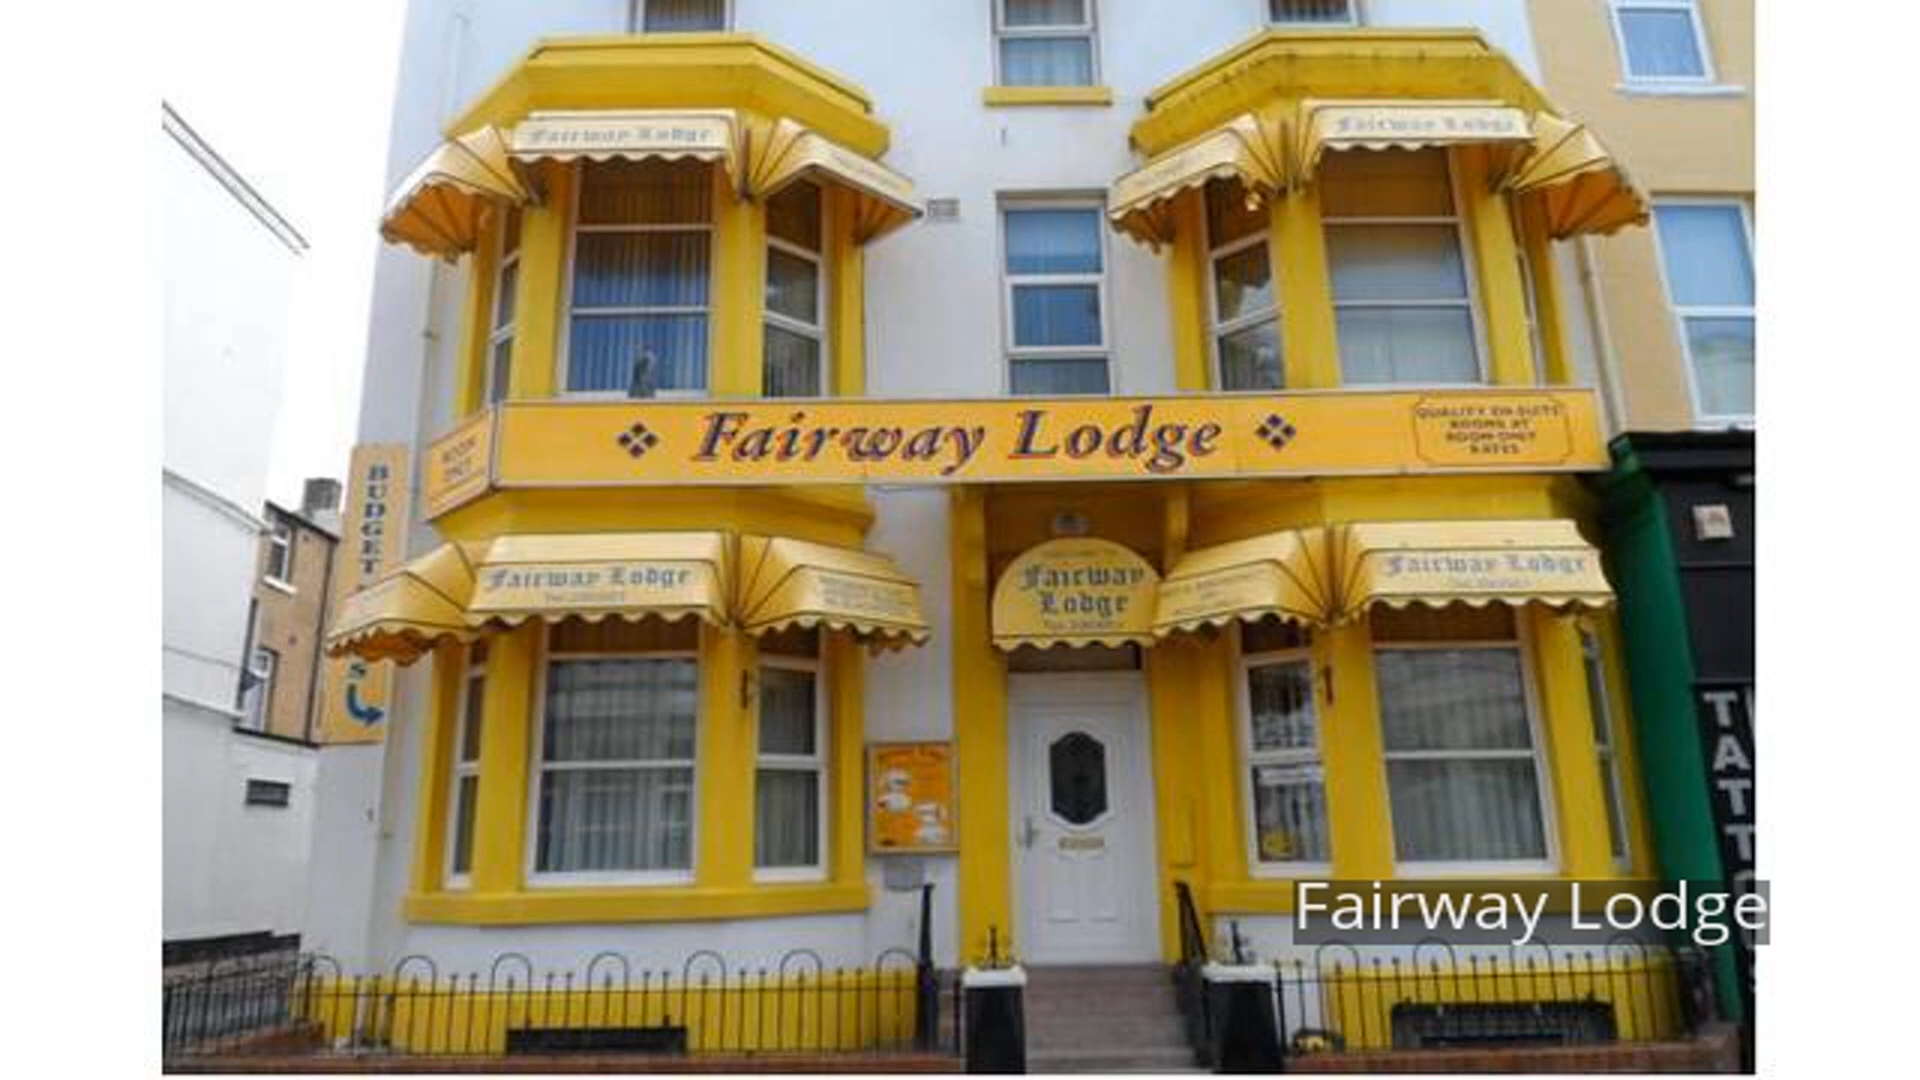 Fairway Lodge
Fairway Lodge
Fairway Lodge
QUALITY EN-SUITE
ROOMS AT
ROOM ONLY
RATES
ROOM
ONLY
BUDGET
Fairway Lodge
Fairway
Lodge
Fairway Lodge
TATT
Fairway Lodge